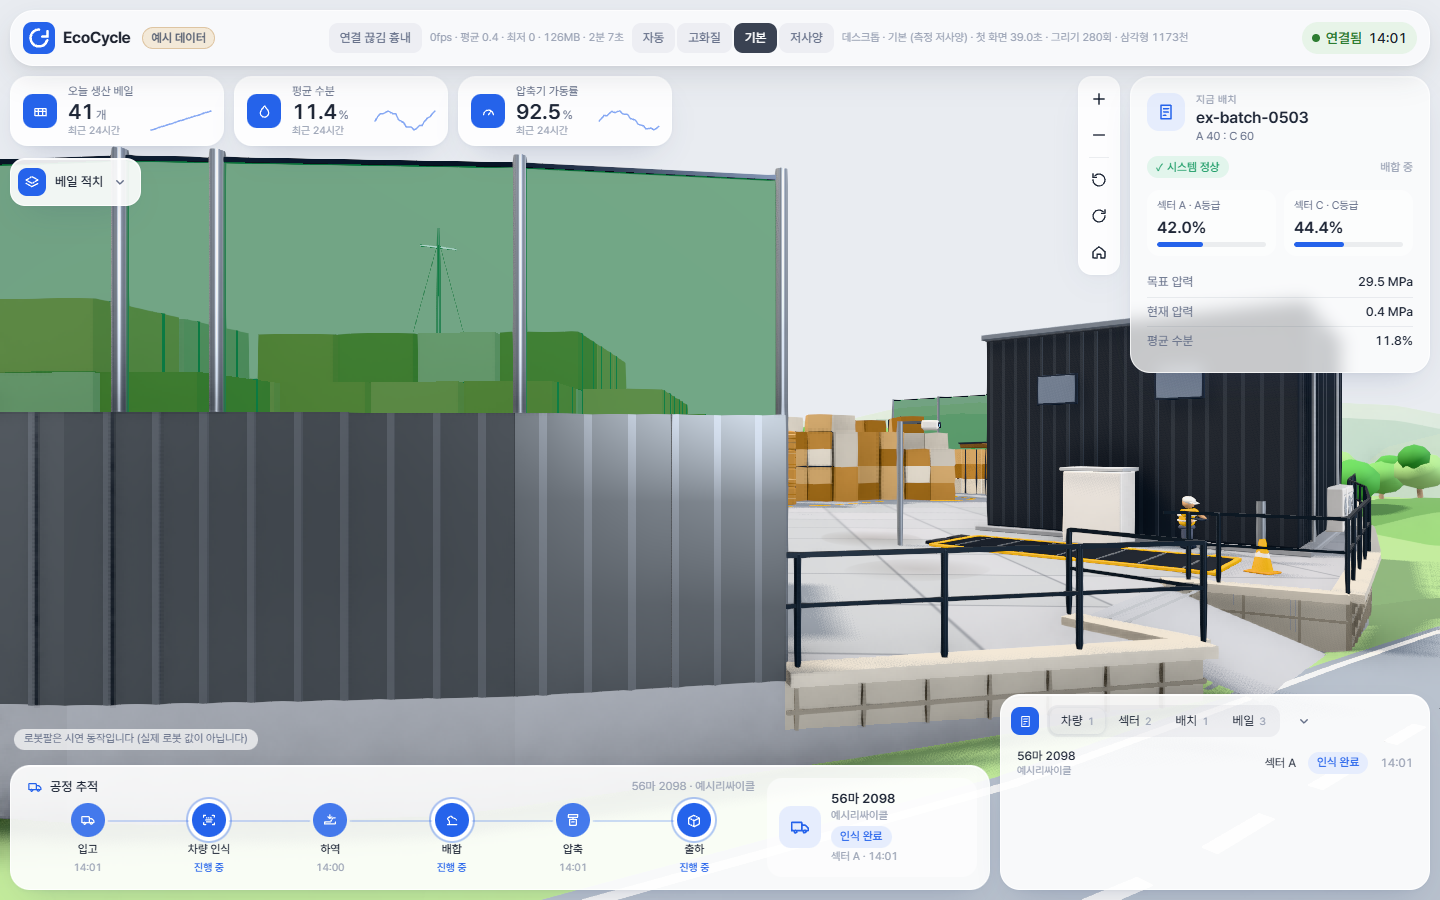 EcoCycle
예시 데이터
연결 끊김 흉내
0fps · 평균 0.4 · 최저 0 · 126MB · 2분 7초
자동
고화질
기본
저사양
데스크톱 · 기본 (측정 저사양) · 첫 화면 39.0초 · 그리기 280회 · 삼각형 1173천
연결됨 14:01
오늘 생산 베일
41개
최근 24시간
평균 수분
11.4%
최근 24시간
압축기 가동률
92.5%
최근 24시간
베일 적치
지금 배치
ex-batch-0503
A 40 : C 60
✓ 시스템 정상
배합 중
섹터 A · A등급
42.0%
섹터 C · C등급
44.4%
목표 압력 29.5 MPa
현재 압력 0.4 MPa
평균 수분 11.8%
로봇팔은 시연 동작입니다 (실제 로봇 값이 아닙니다)
공정 추적
56마 2098 · 예시리싸이클
입고
14:01
차량 인식
진행 중
하역
14:00
배합
진행 중
압축
14:01
출하
진행 중
56마 2098
예시리싸이클
인식 완료
섹터 A · 14:01
차량 1
섹터 2
배치 1
베일 3
56마 2098
예시리싸이클
섹터 A
인식 완료
14:01